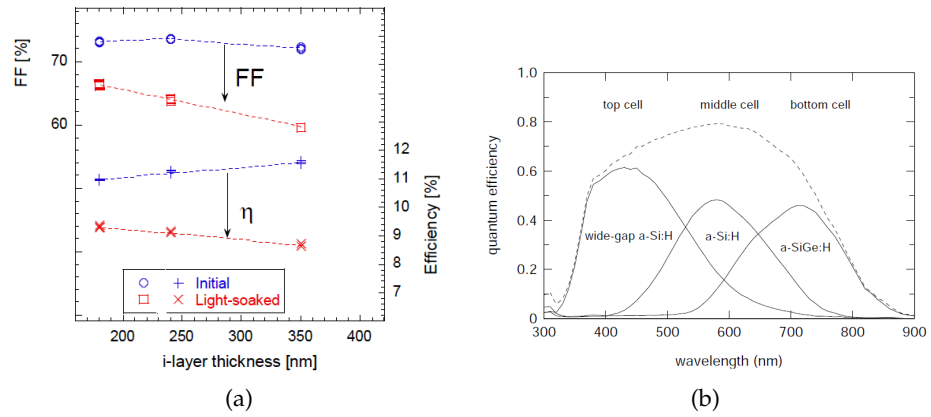 FF [%]
70
60
FF
η
12
11
10
9
8
7
Efficiency [%]
Initial
Light-soaked
200 250 300 350 400
i-layer thickness [nm]
(a)
quantum efficiency
1.0
0.8
0.6
0.4
0.2
0
top cell middle cell bottom cell
wide-gap a-Si:H a-Si:H a-SiGe:H
300 400 500 600 700 800 900
wavelength (nm)
(b)